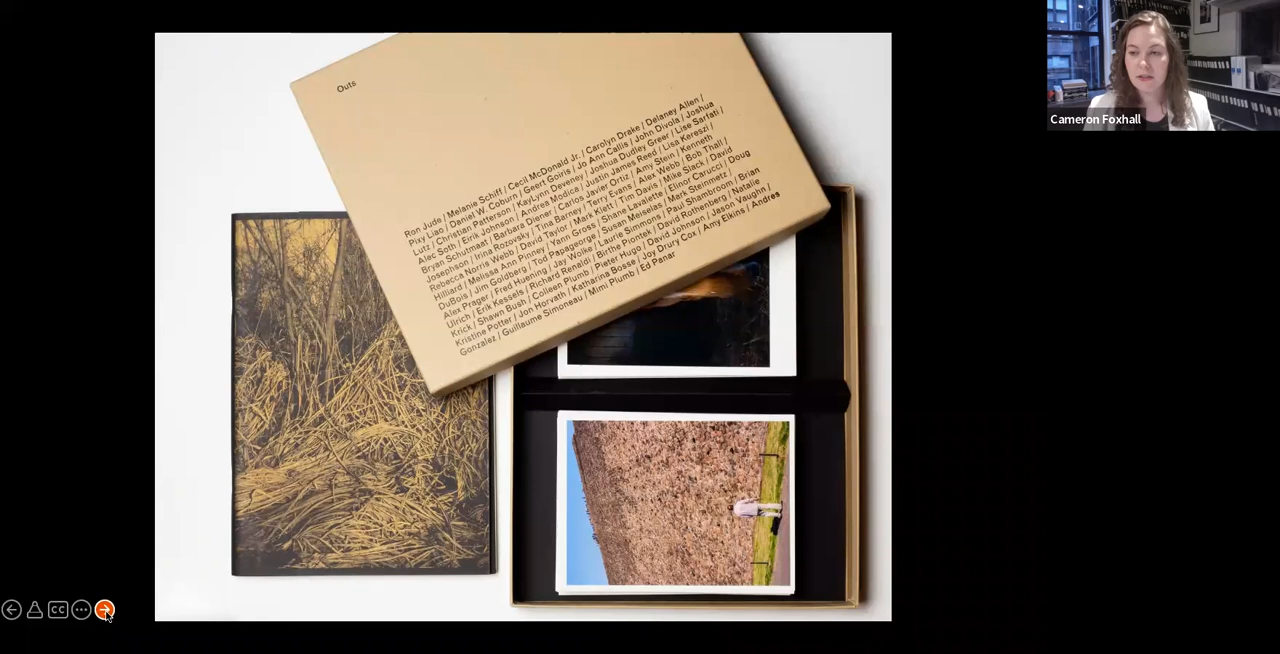 Outs
Ron Jude / Melanie Schiff / Cecil McDonald Jr. / Carolyn Drake / Delaney Allen /
Pixy Liao / Daniel W. Coburn / Geert Goiris / Jo Ann Callis / John Divola / Joshua
Lutz / Christian Patterson / KayLynn Deveney / Joshua Dudley Greer / Lise Sarfati /
Alec Soth / Erik Johnson / Andrea Modica / Justin James Reed / Lisa Kereszi /
Bryan Schutmaat / Barbara Diener / Carlos Javier Ortiz / Amy Stein / Kenneth
Josephson / Irina Rozovsky / Tina Barney / Terry Evans / Alex Webb / Bob Thall /
Rebecca Norris Webb / David Taylor / Mark Klett / Tim Davis / Mike Slack / David
Hilliard / Melissa Ann Pinney / Yann Gross / Shane Lavalette / Elinor Carucci / Doug
DuBois / Jim Goldberg / Tod Papageorge / Susan Meiselas / Mark Steinmetz /
Alex Prager / Fred Huening / Jay Wolke / Laurie Simmons / Paul Shambroom / Brian
Ulrich / Erik Kessels / Richard Renaldi / Birthe Piontek / David Rothenberg / Natalie
Krick / Shawn Bush / Colleen Plumb / Pieter Hugo / David Johnson / Jason Vaughn /
Kristine Potter / Jon Horvath / Katharina Bosse / Joy Drury Cox / Amy Elkins / Andres
Gonzalez / Guillaume Simoneau / Mimi Plumb / Ed Panar
Cameron Foxhall
CC